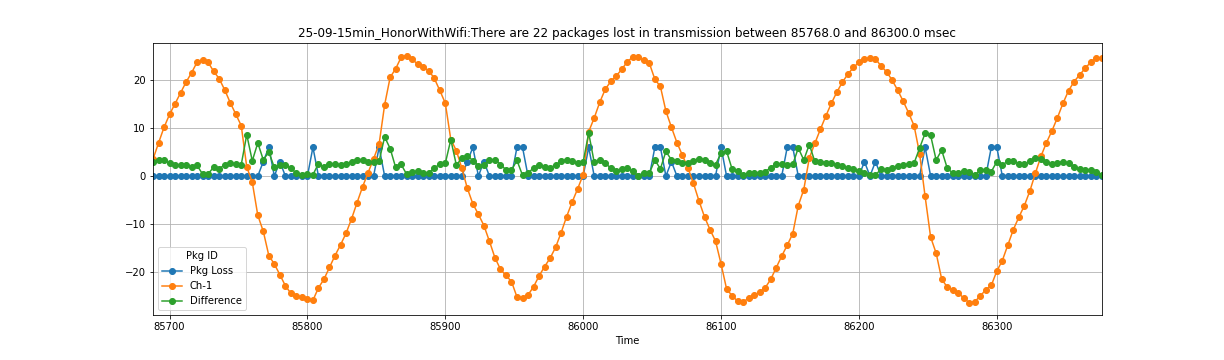 25-09-15min_HonorWithWifi:There are 22 packages lost in transmission between 85768.0 and 86300.0 msec
20
10
0
−10
−20
Pkg ID
Pkg Loss
Ch-1
Difference
85700 85800 85900 86000 86100 86200 86300
Time